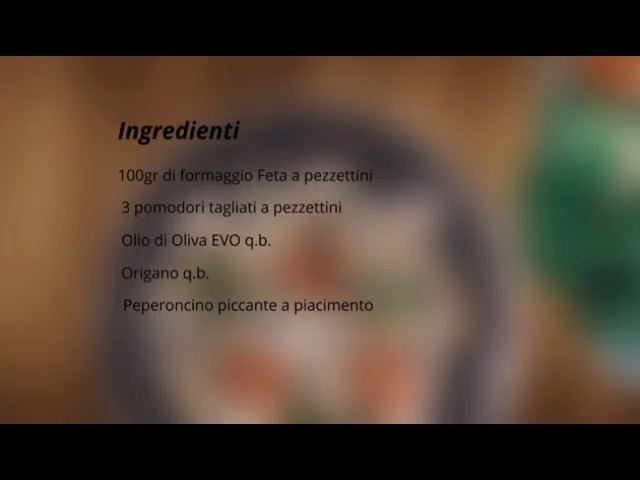 Ingredienti
100gr di formaggio Feta a pezzettini
3 pomodori tagliati a pezzettini
Olio di Oliva EVO q.b.
Origano q.b.
Peperoncino piccante a piacimento